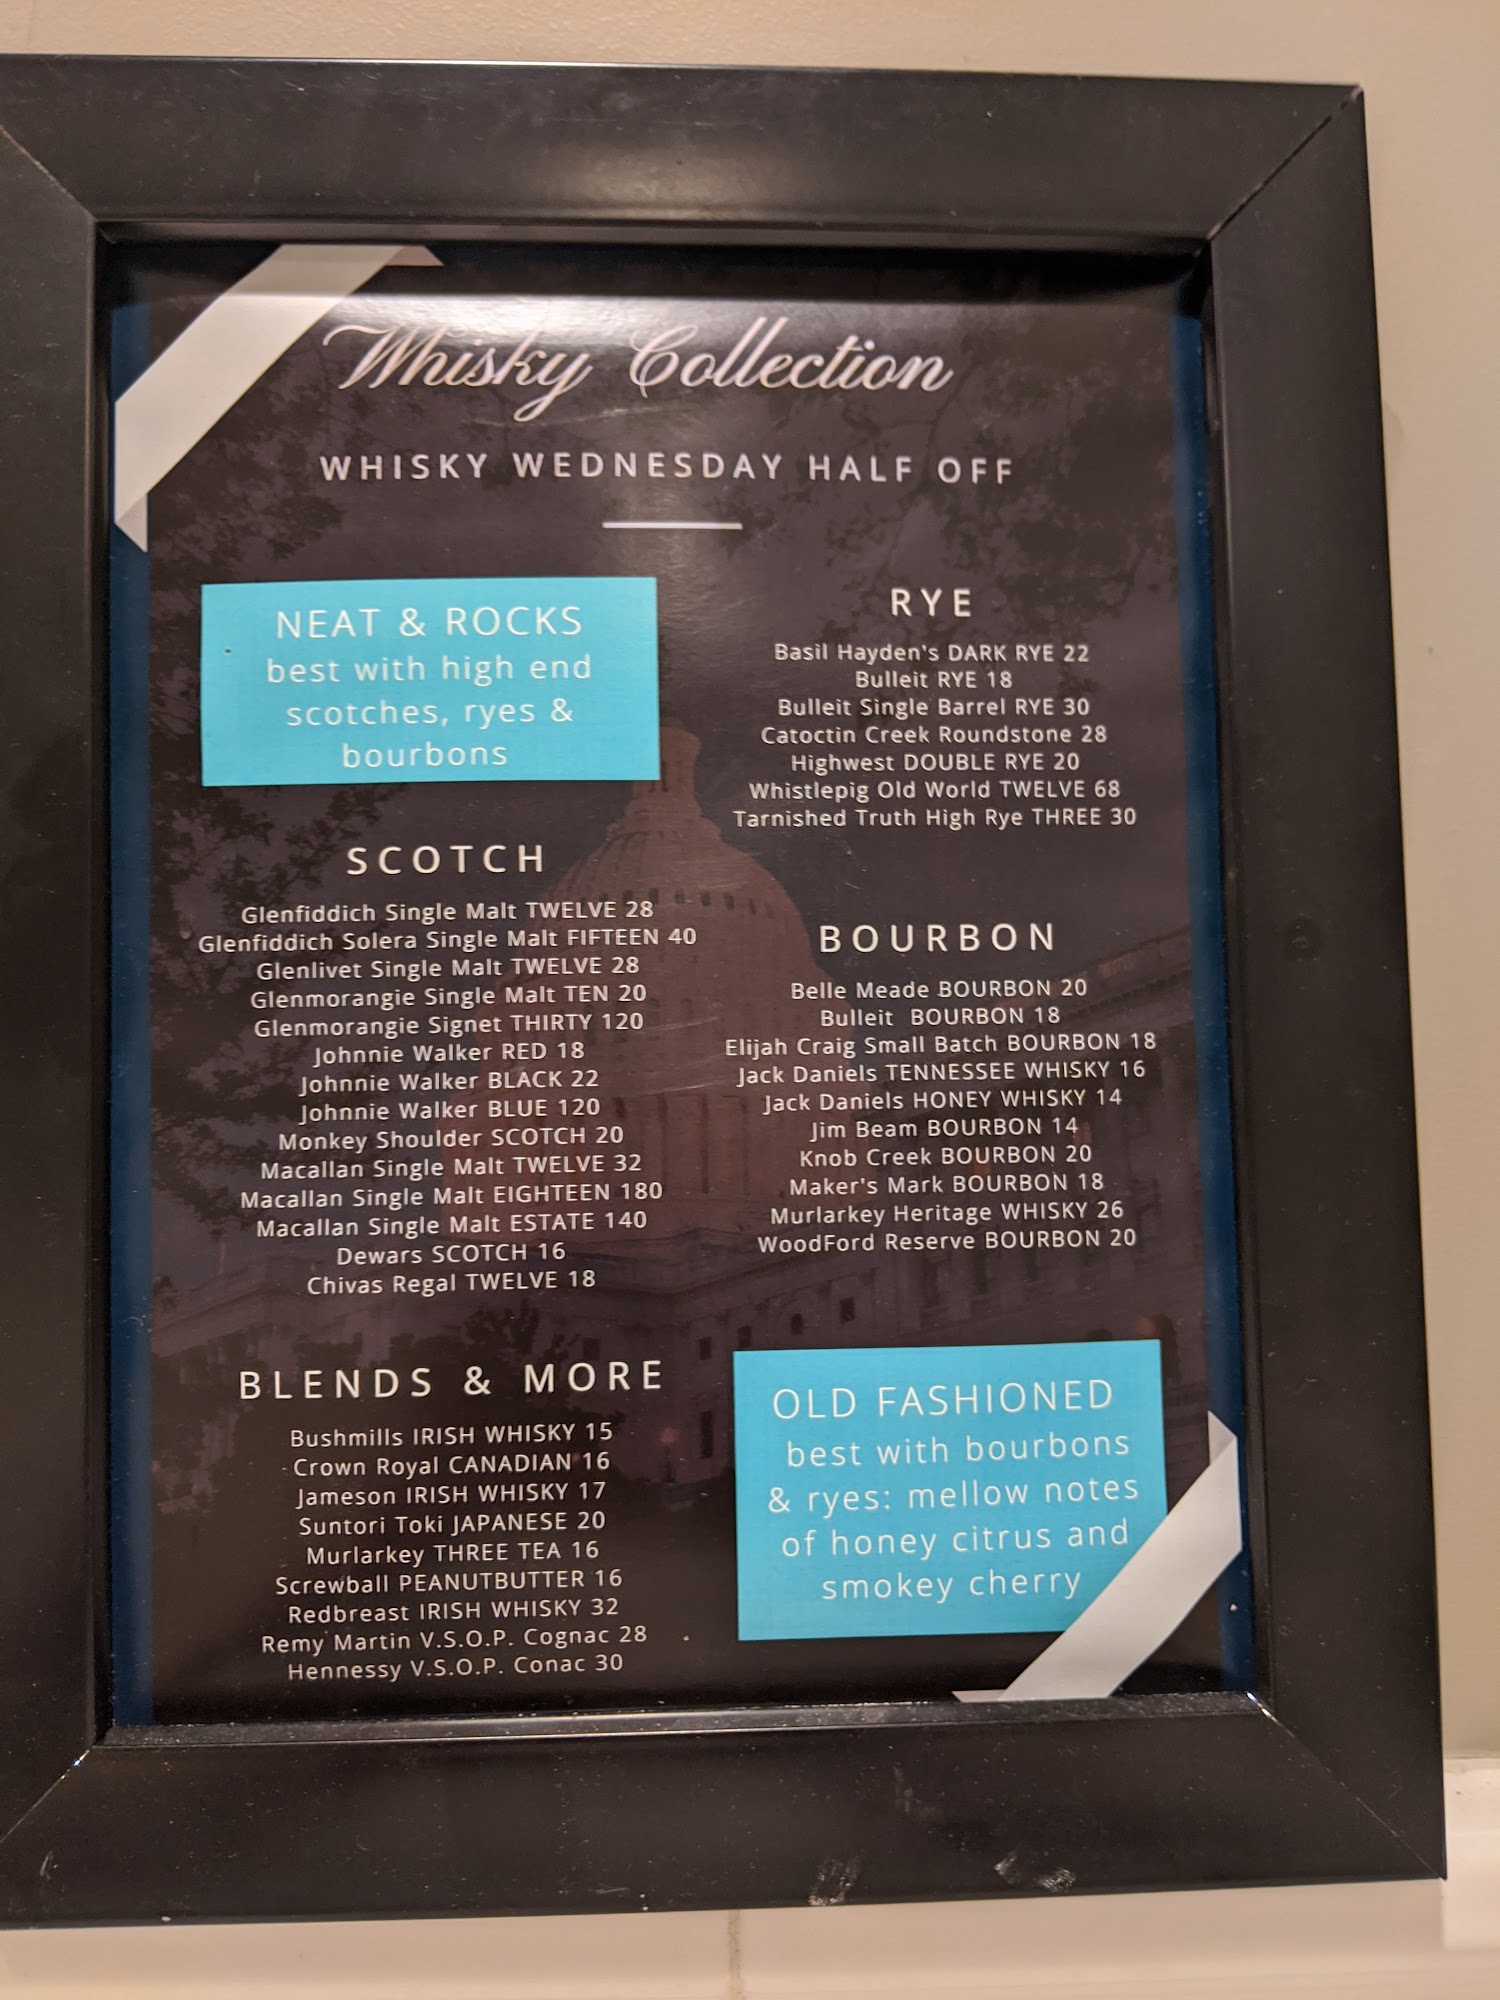 Whisky Collection
WHISKY WEDNESDAY HALF OFF
NEAT & ROCKS
best with high end
scotches, ryes &
bourbons
SCOTCH
Glenfiddich Single Malt TWELVE 28
Glenfiddich Solera Single Malt FIFTEEN 40
Glenlivet Single Malt TWELVE 28
Glenmorangie Single Malt TEN 20
Glenmorangie Signet THIRTY 120
Johnnie Walker RED 18
Johnnie Walker BLACK 22
Johnnie Walker BLUE 120
Monkey Shoulder SCOTCH 20
Macallan Single Malt TWELVE 32
Macallan Single Malt EIGHTEEN 180
Macallan Single Malt ESTATE 140
Dewars SCOTCH 16
Chivas Regal TWELVE 18
BLENDS & MORE
Bushmills IRISH WHISKY 15
Crown Royal CANADIAN 16
Jameson IRISH WHISKY 17
Suntori Toki JAPANESE 20
Murlarkey THREE TEA 16
Screwball PEANUTBUTTER 16
Redbreast IRISH WHISKY 32
Remy Martin V.S.O.P. Cognac 28
Hennessy V.S.O.P. Conac 30
RYE
Basil Hayden's DARK RYE 22
Bulleit RYE 18
Bulleit Single Barrel RYE 30
Catoctin Creek Roundstone 28
Highwest DOUBLE RYE 20
Whistlepig Old World TWELVE 68
Tarnished Truth High Rye THREE 30
BOURBON
Belle Meade BOURBON 20
Bulleit BOURBON 18
Elijah Craig Small Batch BOURBON 18
Jack Daniels TENNESSEE WHISKY 16
Jack Daniels HONEY WHISKY 14
Jim Beam BOURBON 14
Knob Creek BOURBON 20
Maker's Mark BOURBON 18
Murlarkey Heritage WHISKY 26
WoodFord Reserve BOURBON 20
OLD FASHIONED
best with bourbons
& ryes: mellow notes
of honey citrus and
smokey cherry